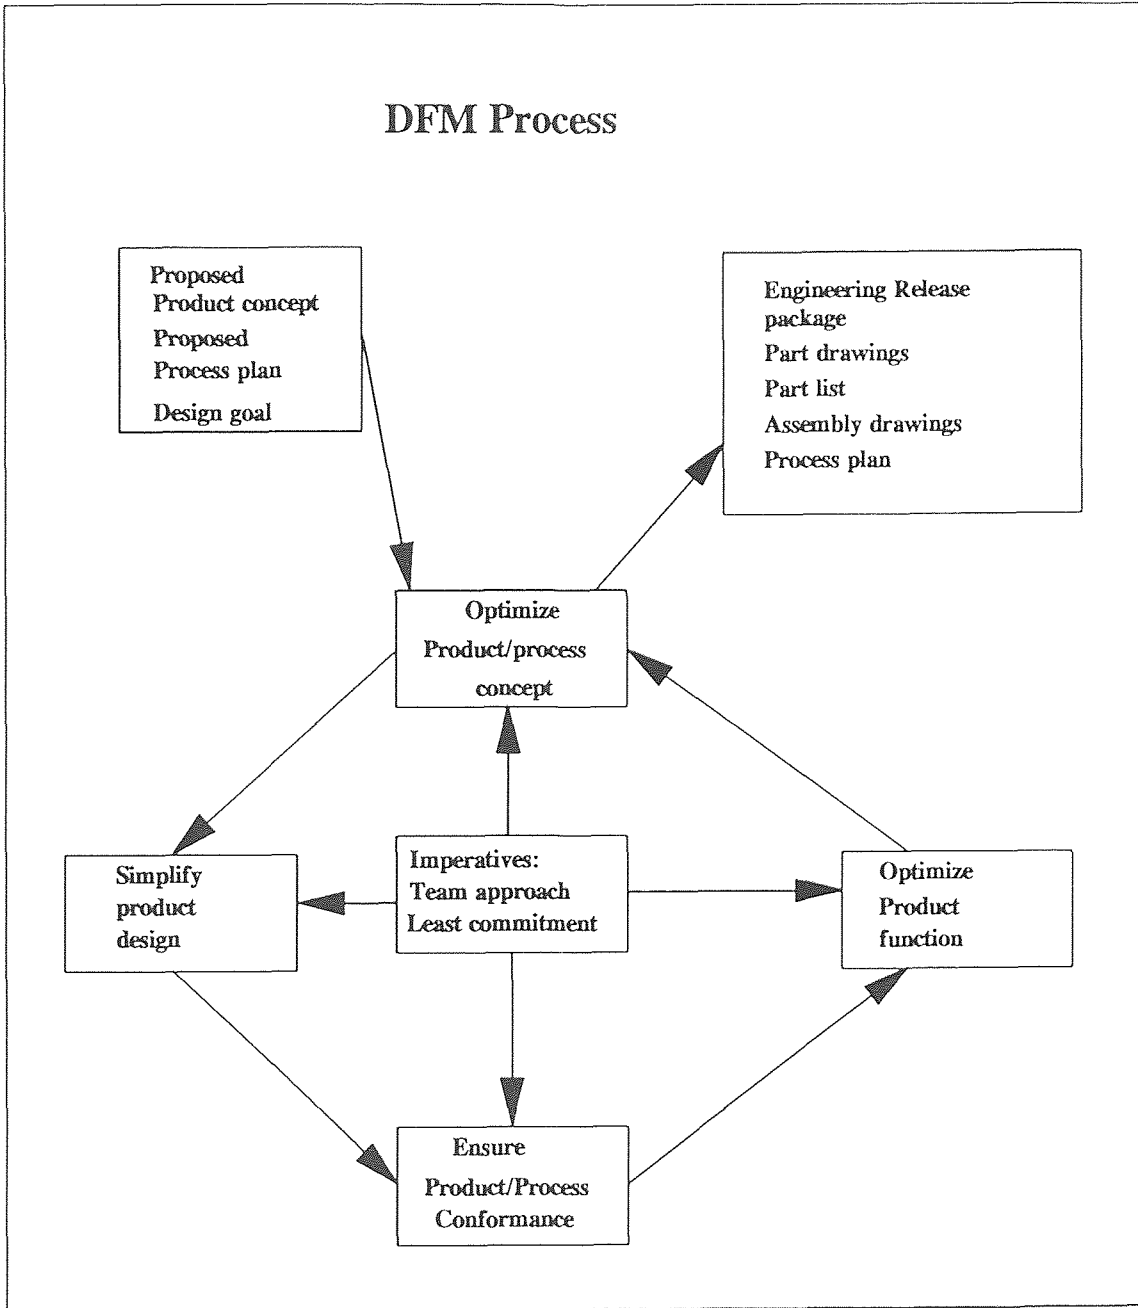 DFM Process
Proposed
Product concept
Proposed
Process plan
Design goal
Engineering Release
package
Part drawings
Part list
Assembly drawings
Process plan
Optimize
Product/process
concept
Simplify
product
design
Imperatives:
Team approach
Least commitment
Optimize
Product
function
Ensure
Product/Process
Conformance